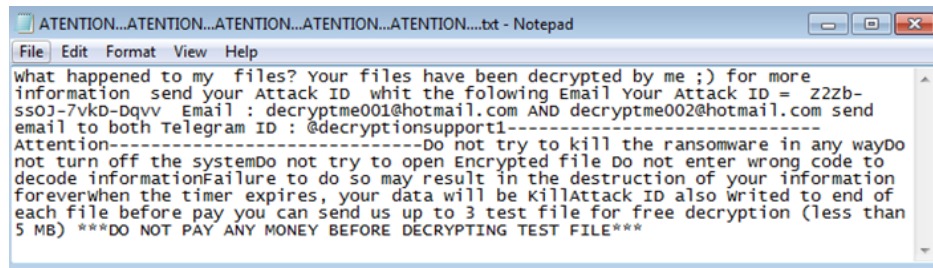 ATENTION...ATENTION...ATENTION...ATENTION...ATENTION....txt - Notepad
File Edit Format View Help
what happened to my  files? Your files have been decrypted by me ;) for more
information  send your Attack ID  whit the folowing Email Your Attack ID =  Z2Zb-
ssOJ-7vkD-Dqvv  Email : decryptme001@hotmail.com AND decryptme002@hotmail.com send
email to both Telegram ID : @decryptionsupport1-------------------------------
Attention------------------------------Do not try to kill the ransomware in any wayDo
not turn off the systemDo not try to open Encrypted file Do not enter wrong code to
decode informationFailure to do so may result in the destruction of your information
foreverWhen the timer expires, your data will be KillAttack ID also Writed to end of
each file before pay you can send us up to 3 test file for free decryption (less than
5 MB) ***DO NOT PAY ANY MONEY BEFORE DECRYPTING TEST FILE***